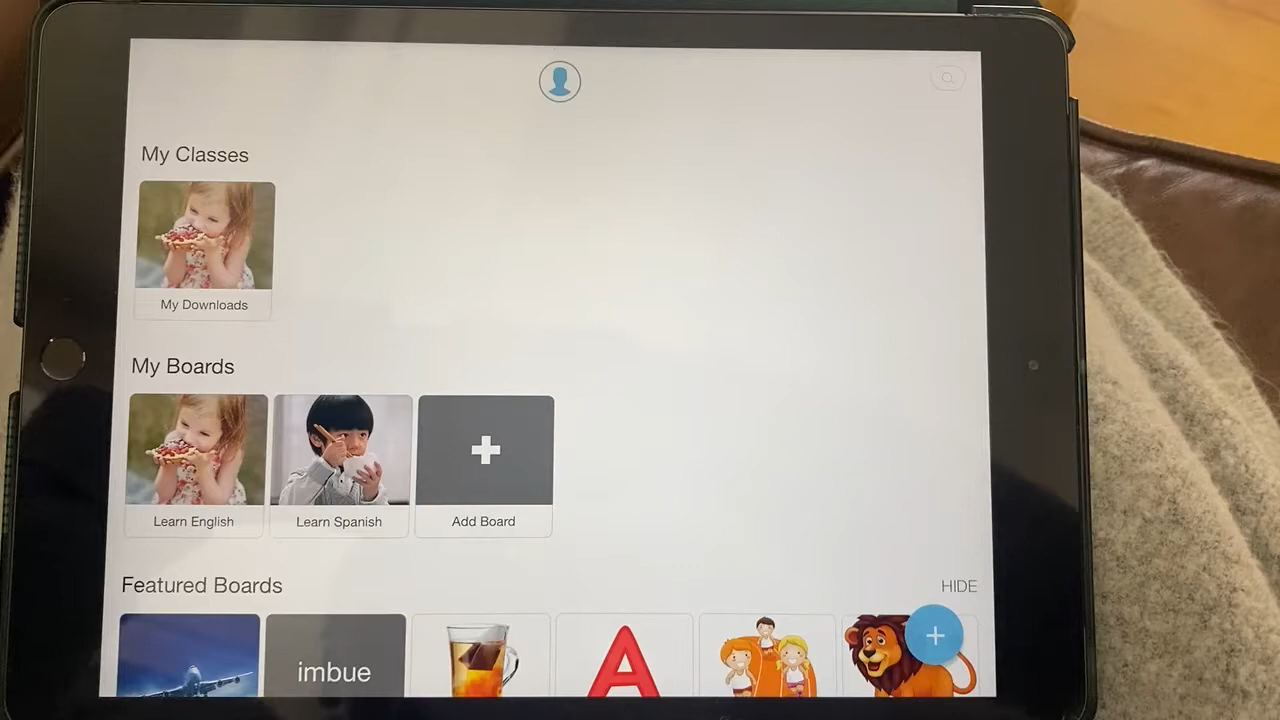 My Classes
My Downloads
My Boards
Learn English
Learn Spanish
Add Board
Featured Boards
HIDE
imbue
A